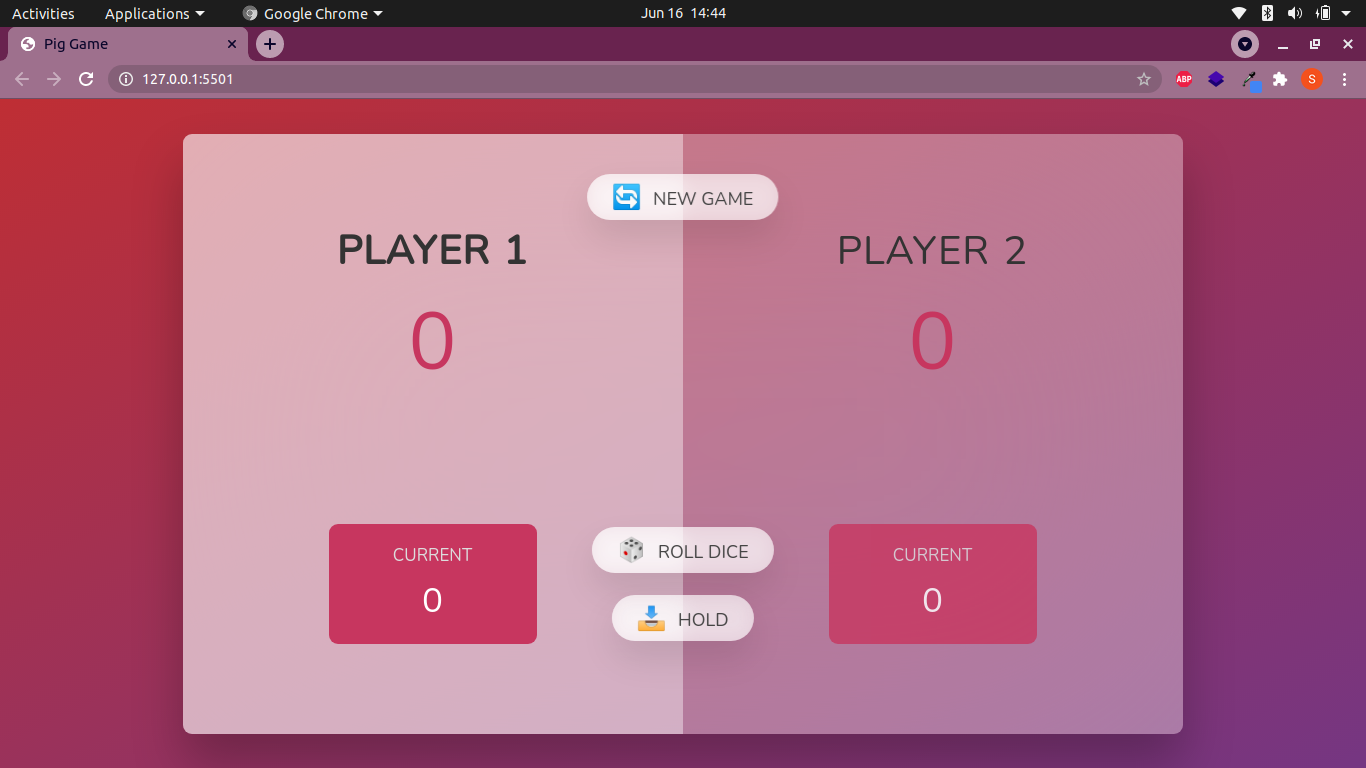 Activities Applications Google Chrome Jun 16 14:44
Pig Game
127.0.0.1:5501 ABP S
NEW GAME
PLAYER 1 PLAYER 2
0 0
CURRENT ROLL DICE CURRENT
0 HOLD 0